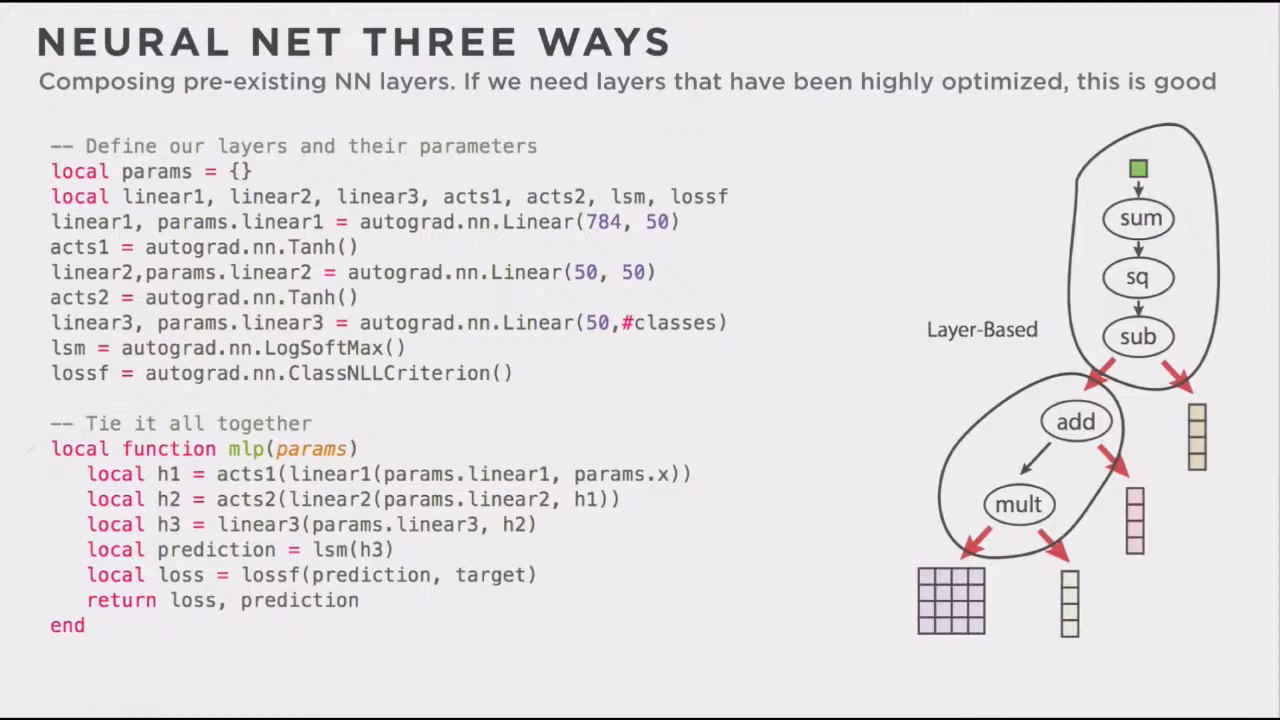 NEURAL NET THREE WAYS
Composing pre-existing NN layers. If we need layers that have been highly optimized, this is good
-- Define our layers and their parameters
local params = {}
local linear1, linear2, linear3, acts1, acts2, lsm, lossf
linear1, params.linear1 = autograd.nn.Linear(784, 50)
acts1 = autograd.nn.Tanh()
linear2,params.linear2 = autograd.nn.Linear(50, 50)
acts2 = autograd.nn.Tanh()
linear3, params.linear3 = autograd.nn.Linear(50,#classes)
lsm = autograd.nn.LogSoftMax()
lossf = autograd.nn.ClassNLLCriterion()
-- Tie it all together
local function mlp(params)
local h1 = acts1(linear1(params.linear1, params.x))
local h2 = acts2(linear2(params.linear2, h1))
local h3 = linear3(params.linear3, h2)
local prediction = lsm(h3)
local loss = lossf(prediction, target)
return loss, prediction
end
Layer-Based
sum
sq
sub
add
mult